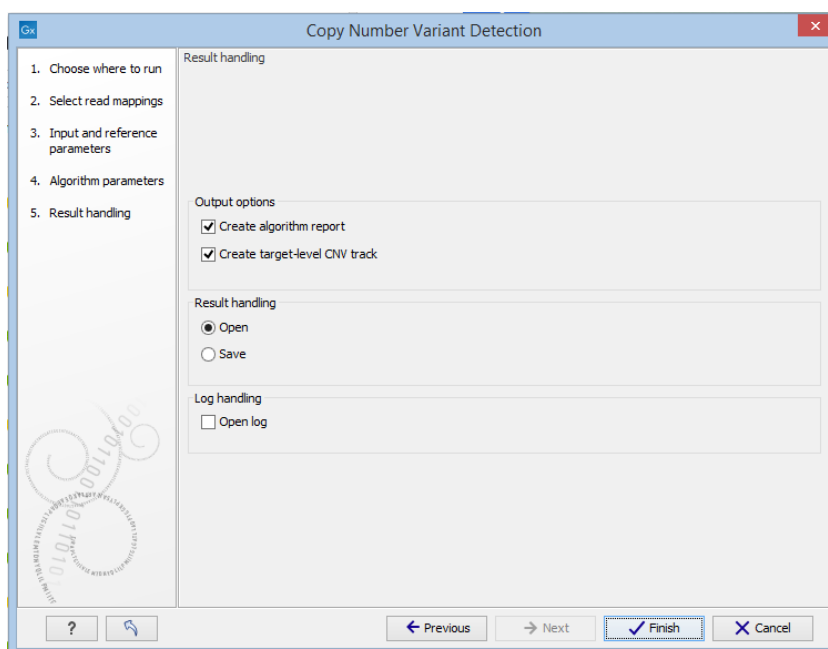 Gx
Copy Number Variant Detection
1. Choose where to run
2. Select read mappings
3. Input and reference
parameters
4. Algorithm parameters
5. Result handling
Result handling
Output options
Create algorithm report
Create target-level CNV track
Result handling
Open
Save
Log handling
Open log
?
Previous
Next
Finish
Cancel